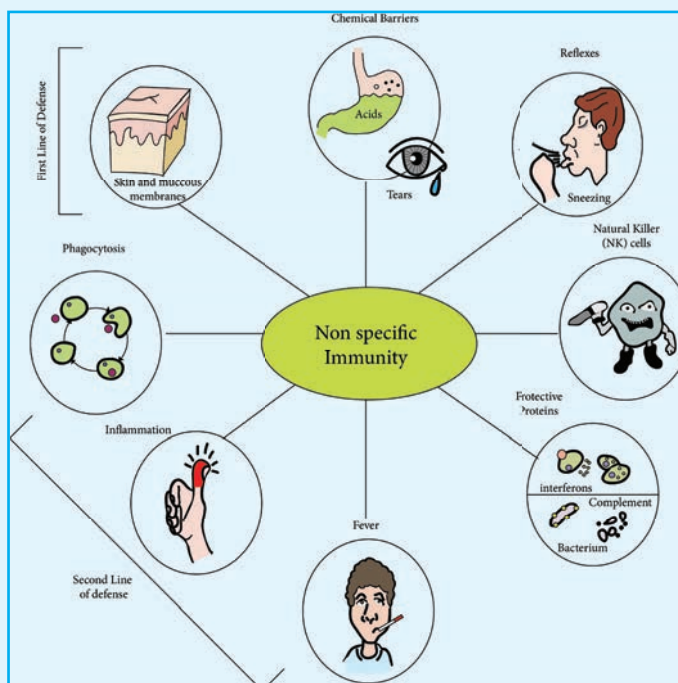 Chemical Barriers
Reflexes
First Line of Defense
Acids
Skin and muccous
membranes
Tears
Sneezing
Phagocytosis
Natural Killer
(NK) cells
Non specific
Immunity
Inflammation
Protective
Proteins
interferons
Complement
Bacterium
Fever
Second Line
of defense